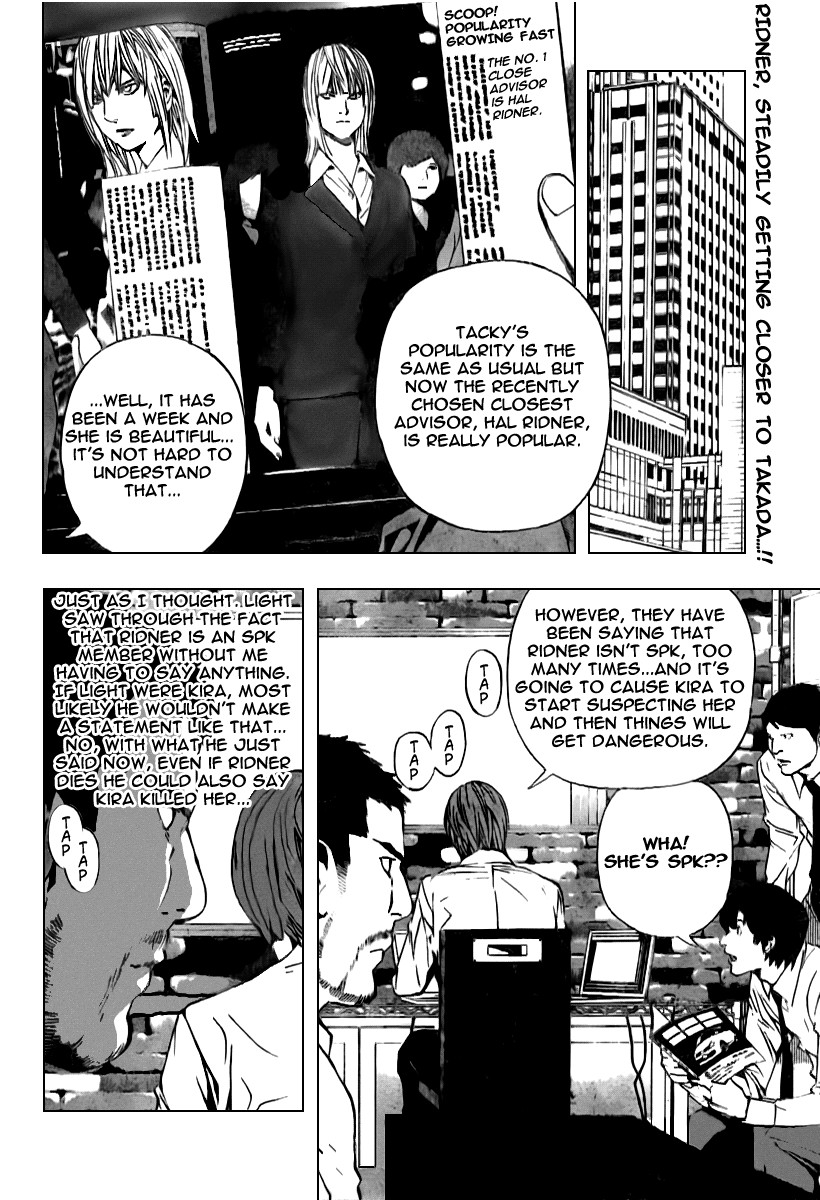 RIDNER, STEADILY GETTING CLOSER TO TAKADA...!!
SCOOP!
POPULARITY
GROWING FAST
THE NO. 1
CLOSE
ADVISOR
IS HAL
RIDNER.
TACKY'S
POPULARITY IS THE
SAME AS USUAL BUT
NOW THE RECENTLY
CHOSEN CLOSEST
ADVISOR, HAL RIDNER,
IS REALLY POPULAR.
...WELL, IT HAS
BEEN A WEEK AND
SHE IS BEAUTIFUL...
IT'S NOT HARD TO
UNDERSTAND
THAT...
HOWEVER, THEY HAVE
BEEN SAYING THAT
RIDNER ISN'T SPK, TOO
MANY TIMES...AND IT'S
GOING TO CAUSE KIRA TO
START SUSPECTING HER
AND THEN THINGS WILL
GET DANGEROUS.
TAP
TAP
TAP
WHA!
SHE'S SPK??
JUST AS I THOUGHT. LIGHT
SAW THROUGH THE FACT
THAT RIDNER IS AN SPK
MEMBER WITHOUT ME
HAVING TO SAY ANYTHING.
IF LIGHT WERE KIRA, MOST
LIKELY HE WOULDN'T MAKE
A STATEMENT LIKE THAT...
NO, WITH WHAT HE JUST
SAID NOW, EVEN IF RIDNER
DIES HE COULD ALSO SAY
KIRA KILLED HER...
TAP
TAP